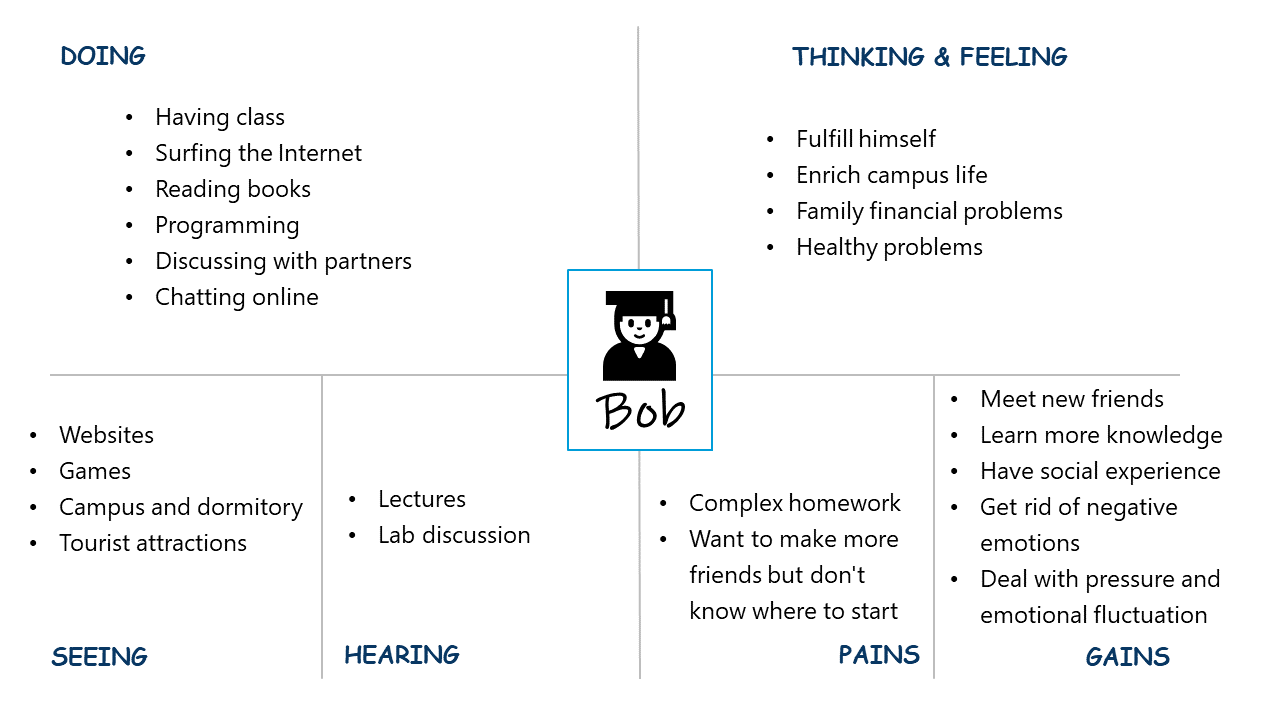 DOING
• Having class
• Surfing the Internet
• Reading books
• Programming
• Discussing with partners
• Chatting online
THINKING & FEELING
• Fulfill himself
• Enrich campus life
• Family financial problems
• Healthy problems
Bob
• Websites
• Games
• Campus and dormitory
• Tourist attractions
SEEING
• Lectures
• Lab discussion
HEARING
• Complex homework
• Want to make more
friends but don't
know where to start
PAINS
• Meet new friends
• Learn more knowledge
• Have social experience
• Get rid of negative
emotions
• Deal with pressure and
emotional fluctuation
GAINS